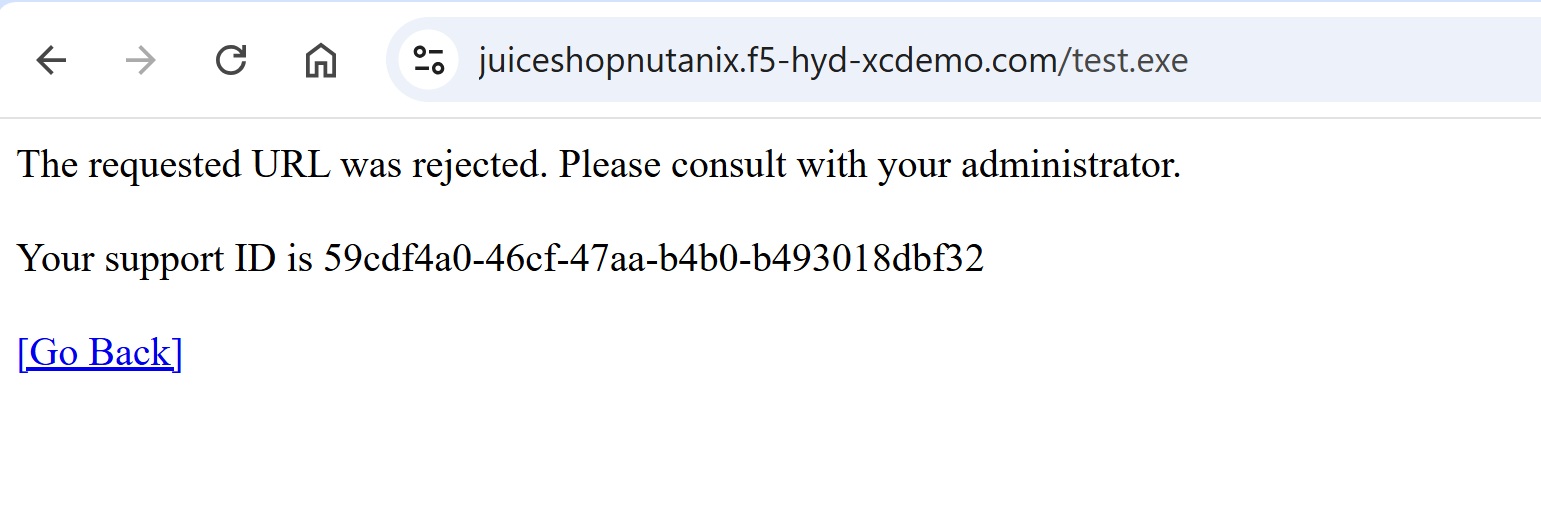 juiceshopnutanix.f5-hyd-xcdemo.com/test.exe
The requested URL was rejected. Please consult with your administrator.
Your support ID is 59cdf4a0-46cf-47aa-b4b0-b493018dbf32
[Go Back]